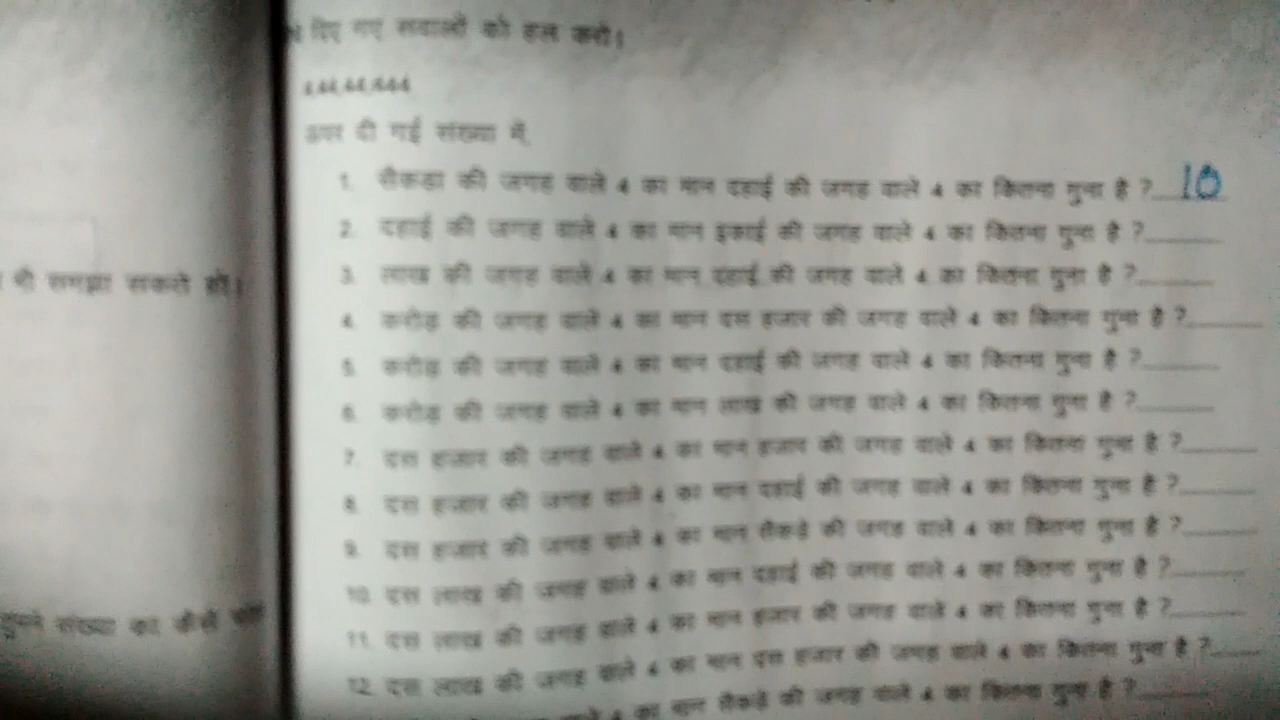 दिए गए सवालों को हल करो।
4,44,44,444
ऊपर दी गई संख्या में
1. सैकडा की जगह वाले 4 का मान दहाई की जगह वाले 4 का कितना गुना है ? 10
2. दहाई की जगह वाले 4 का मान इकाई की जगह वाले 4 का कितना गुना है ?
भी समझा सकते हो।
3. लाख की जगह वाले 4 का मान दहाई की जगह वाले 4 का कितना गुना है ?
4. करोड़ की जगह वाले 4 का मान दस हजार की जगह वाले 4 का कितना गुना है ?
5. करोड़ की जगह वाले 4 का मान दहाई की जगह वाले 4 का कितना गुना है ?
6. करोड़ की जगह वाले 4 का मान लाख की जगह वाले 4 का कितना गुना है ?
7. दस हजार की जगह वाले 4 का मान हजार की जगह वाले 4 का कितना गुना है ?
8. दस हजार की जगह वाले 4 का मान दहाई की जगह वाले 4 का कितना गुना है ?
9. दस हजार की जगह वाले 4 का मान सैकड़े की जगह वाले 4 का कितना गुना है ?
10. दस लाख की जगह वाले 4 का मान दहाई की जगह वाले 4 का कितना गुना है ?
संख्या का कैसे
11. दस लाख की जगह वाले 4 का मान हजार की जगह वाले 4 का कितना गुना है ?
12. दस लाख की जगह वाले 4 का मान दस हजार की जगह वाले 4 का कितना गुना है ?
वाले 4 का मान सैकड़े की जगह वाले 4 का कितना गुना है ?